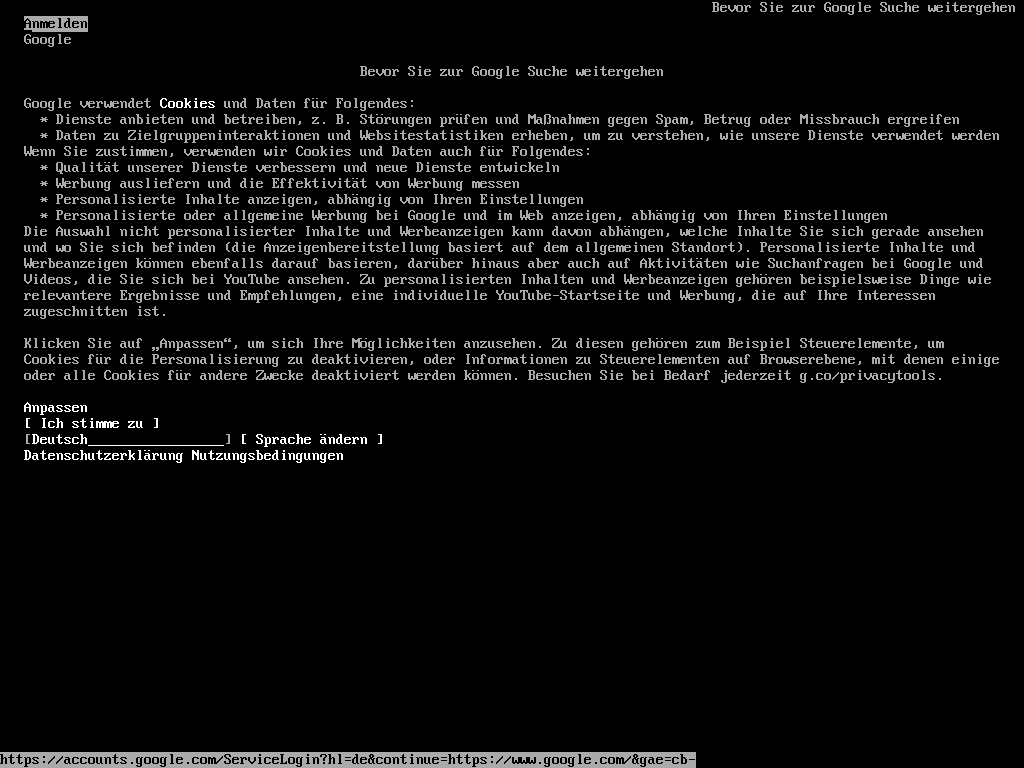 Bevor Sie zur Google Suche weitergehen
Anmelden
Google
Bevor Sie zur Google Suche weitergehen
Google verwendet Cookies und Daten für Folgendes:
* Dienste anbieten und betreiben, z. B. Störungen prüfen und Maßnahmen gegen Spam, Betrug oder Missbrauch ergreifen
* Daten zu Zielgruppeninteraktionen und Websitestatistiken erheben, um zu verstehen, wie unsere Dienste verwendet werden
Wenn Sie zustimmen, verwenden wir Cookies und Daten auch für Folgendes:
* Qualität unserer Dienste verbessern und neue Dienste entwickeln
* Werbung ausliefern und die Effektivität von Werbung messen
* Personalisierte Inhalte anzeigen, abhängig von Ihren Einstellungen
* Personalisierte oder allgemeine Werbung bei Google und im Web anzeigen, abhängig von Ihren Einstellungen
Die Auswahl nicht personalisierter Inhalte und Werbeanzeigen kann davon abhängen, welche Inhalte Sie sich gerade ansehen
und wo Sie sich befinden (die Anzeigenbereitstellung basiert auf dem allgemeinen Standort). Personalisierte Inhalte und
Werbeanzeigen können ebenfalls darauf basieren, darüber hinaus aber auch auf Aktivitäten wie Suchanfragen bei Google und
Videos, die Sie sich bei YouTube ansehen. Zu personalisierten Inhalten und Werbeanzeigen gehören beispielsweise Dinge wie
relevantere Ergebnisse und Empfehlungen, eine individuelle YouTube-Startseite und Werbung, die auf Ihre Interessen
zugeschnitten ist.
Klicken Sie auf „Anpassen“, um sich Ihre Möglichkeiten anzusehen. Zu diesen gehören zum Beispiel Steuerelemente, um
Cookies für die Personalisierung zu deaktivieren, oder Informationen zu Steuerelementen auf Browserebene, mit denen einige
oder alle Cookies für andere Zwecke deaktiviert werden können. Besuchen Sie bei Bedarf jederzeit g.co/privacytools.
Anpassen
[ Ich stimme zu ]
[Deutsch_________________] [ Sprache ändern ]
Datenschutzerklärung Nutzungsbedingungen
https://accounts.google.com/ServiceLogin?hl=de&continue=https://www.google.com/&gae=cb-